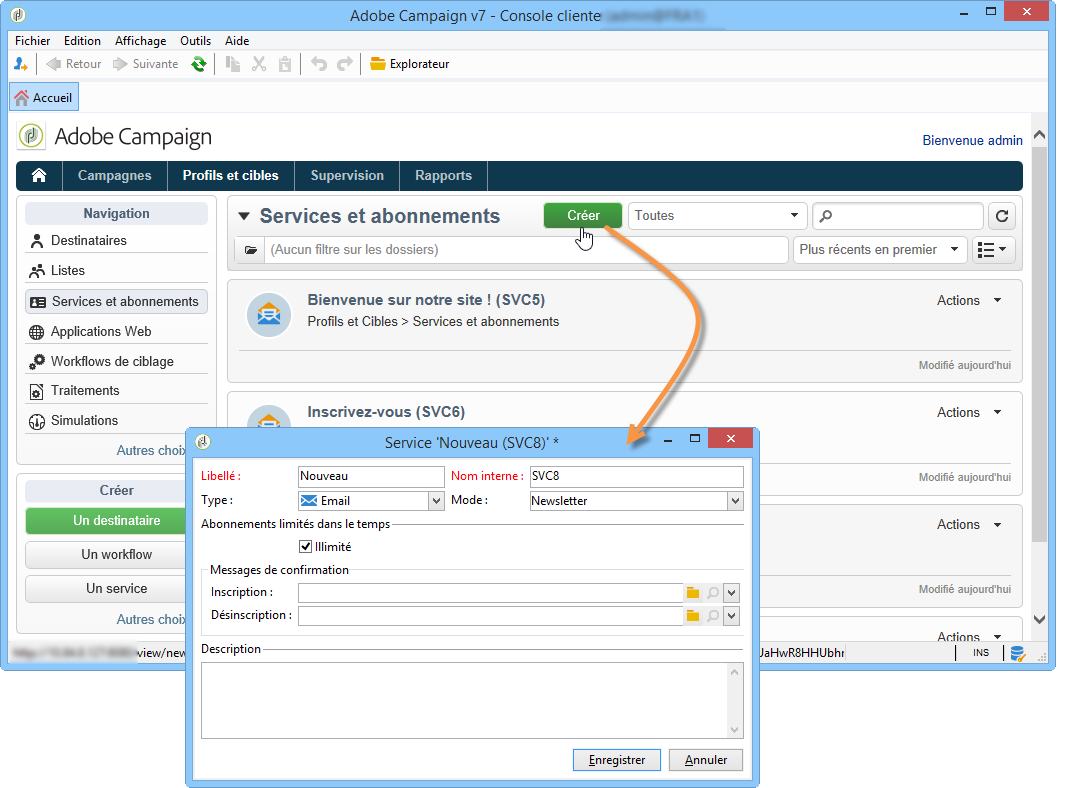 Adobe Campaign v7 - Console cliente
Fichier Edition Affichage Outils Aide
Retour Suivante Explorateur
Accueil
Adobe Campaign Bienvenue admin
Campagnes Profils et cibles Supervision Rapports
Navigation
Destinataires
Listes
Services et abonnements
Applications Web
Workflows de ciblage
Traitements
Simulations
Autres choix
Créer
Un destinataire
Un workflow
Un service
Autres choix
Services et abonnements Créer Toutes
(Aucun filtre sur les dossiers) Plus récents en premier
Bienvenue sur notre site ! (SVC5) Actions
Profils et Cibles > Services et abonnements
Modifié aujourd'hui
Inscrivez-vous (SVC6) Actions
Modifié aujourd'hui
Actions
Modifié aujourd'hui
Actions
view/new JaHwR8HHUbhr INS
Service 'Nouveau (SVC8)' *
Libellé : Nouveau Nom interne : SVC8
Type : Email Mode : Newsletter
Abonnements limités dans le temps
Illimité
Messages de confirmation
Inscription :
Désinscription :
Description
Enregistrer Annuler